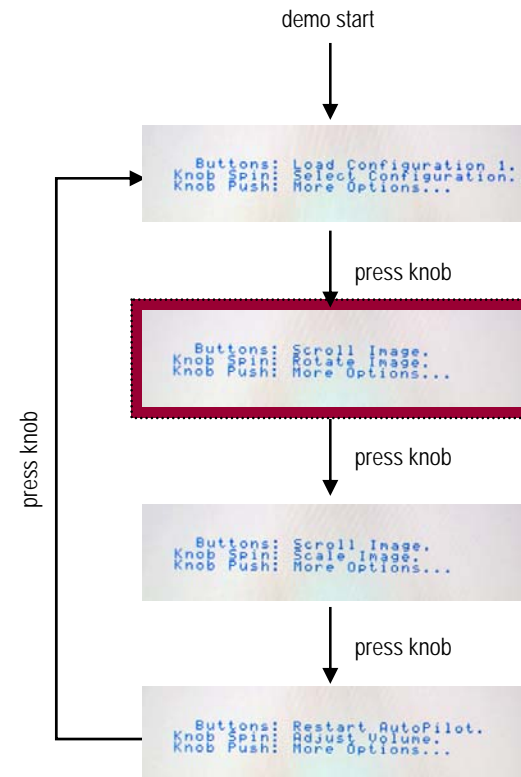 demo start
Buttons: Load Configuration 1.
Knob Spin: Select Configuration.
Knob Push: More Options...
press knob
Buttons: Scroll Image.
Knob Spin: Rotate Image.
Knob Push: More Options...
press knob
press knob
Buttons: Scroll Image.
Knob Spin: Scale Image.
Knob Push: More Options...
press knob
Buttons: Restart AutoPilot.
Knob Spin: Adjust Volume.
Knob Push: More Options...